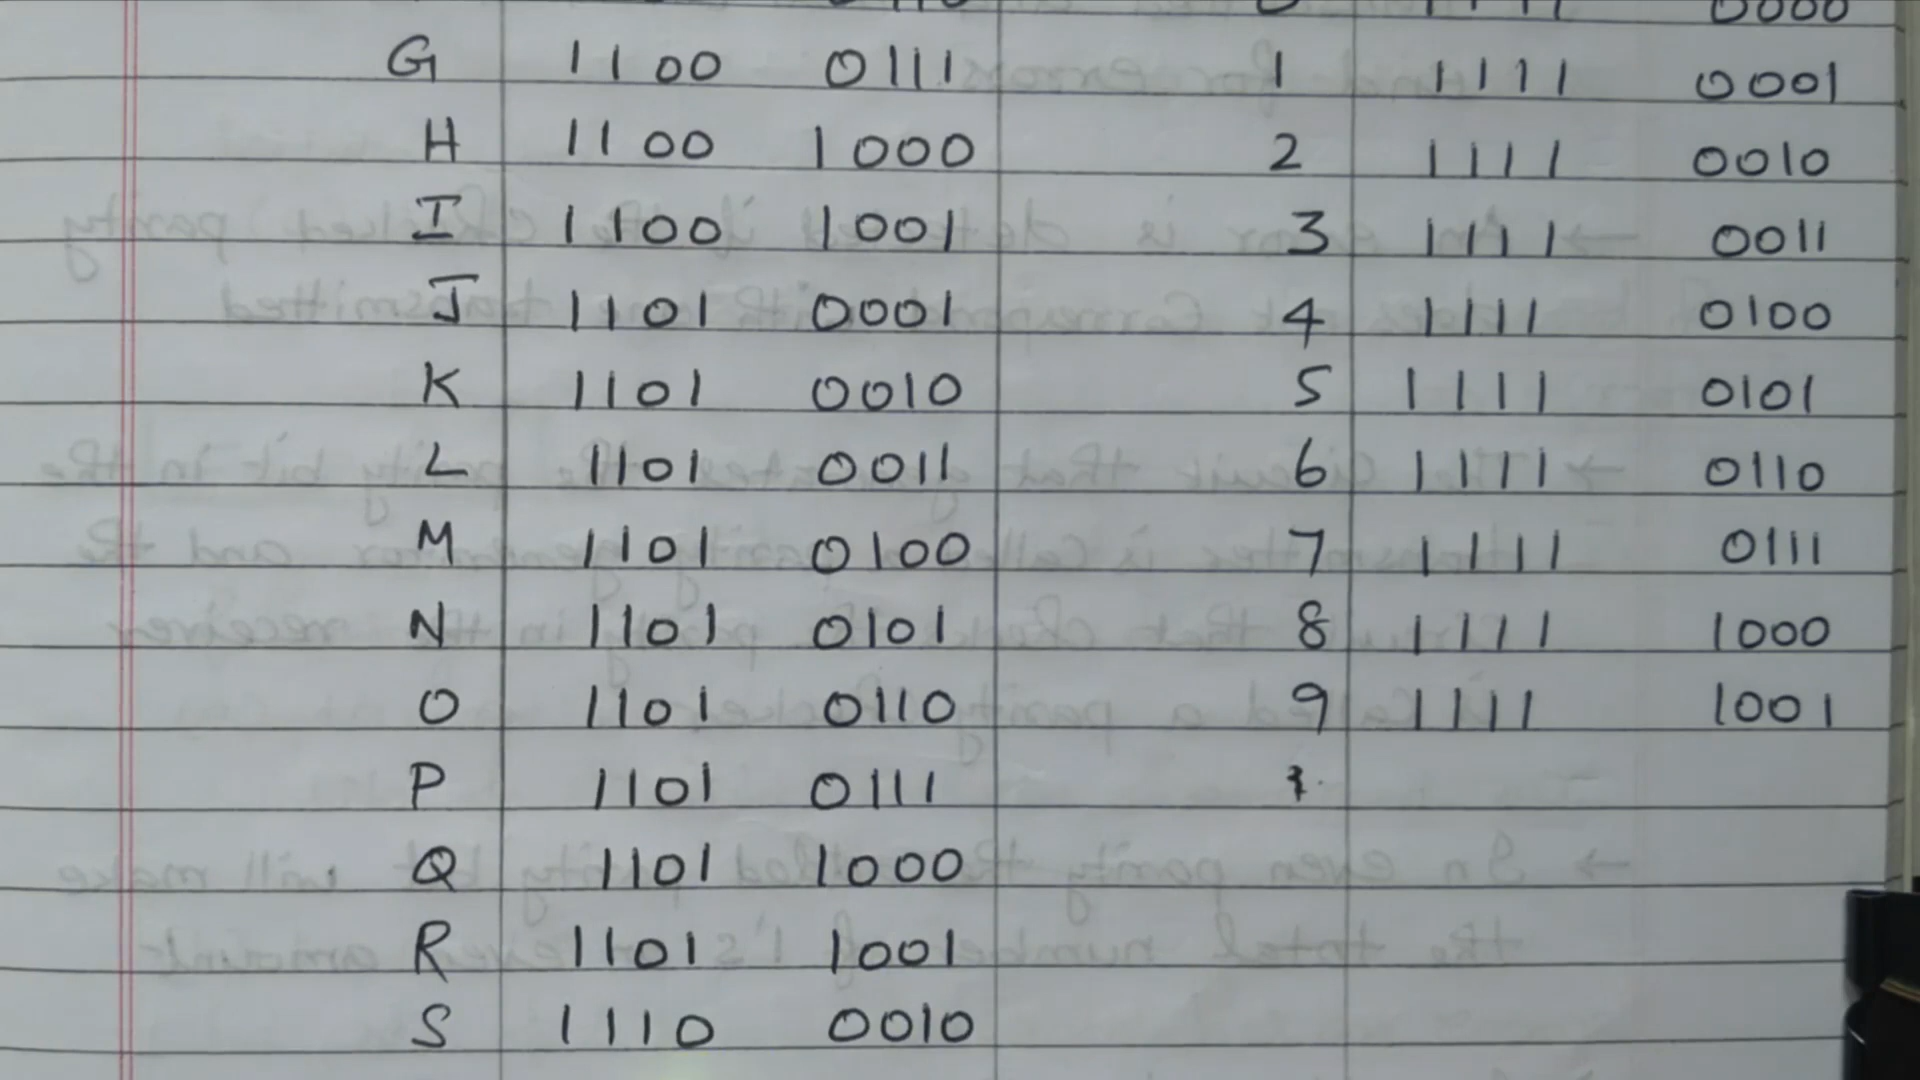 0000
G 1100 0111 1 1111 0001
H 1100 1000 2 1111 0010
I 1100 1001 3 1111 0011
J 1101 0001 4 1111 0100
K 1101 0010 5 1111 0101
L 1101 0011 6 1111 0110
M 1101 0100 7 1111 0111
N 1101 0101 8 1111 1000
O 1101 0110 9 1111 1001
P 1101 0111
Q 1101 1000
R 1101 1001
S 1110 0010